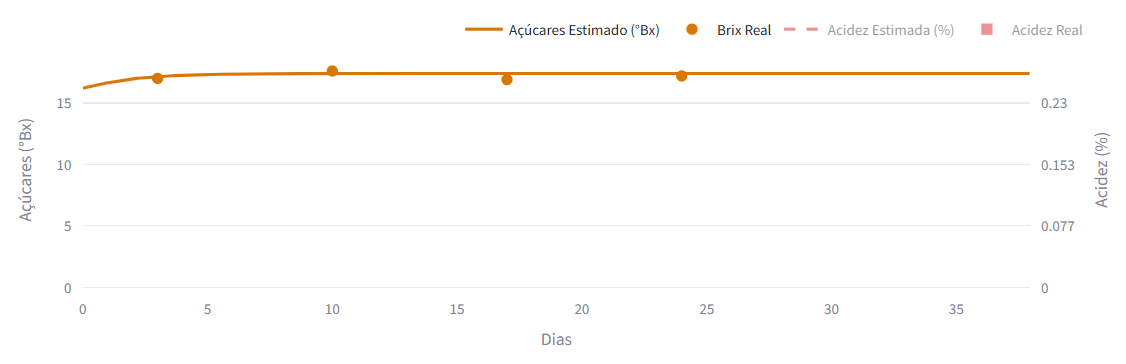 Açúcares Estimado (°Bx) Brix Real Acidez Estimada (%) Acidez Real
15 0.23
10 0.153
5 0.077
0 0
Açúcares (°Bx)
Acidez (%)
0 5 10 15 20 25 30 35
Dias